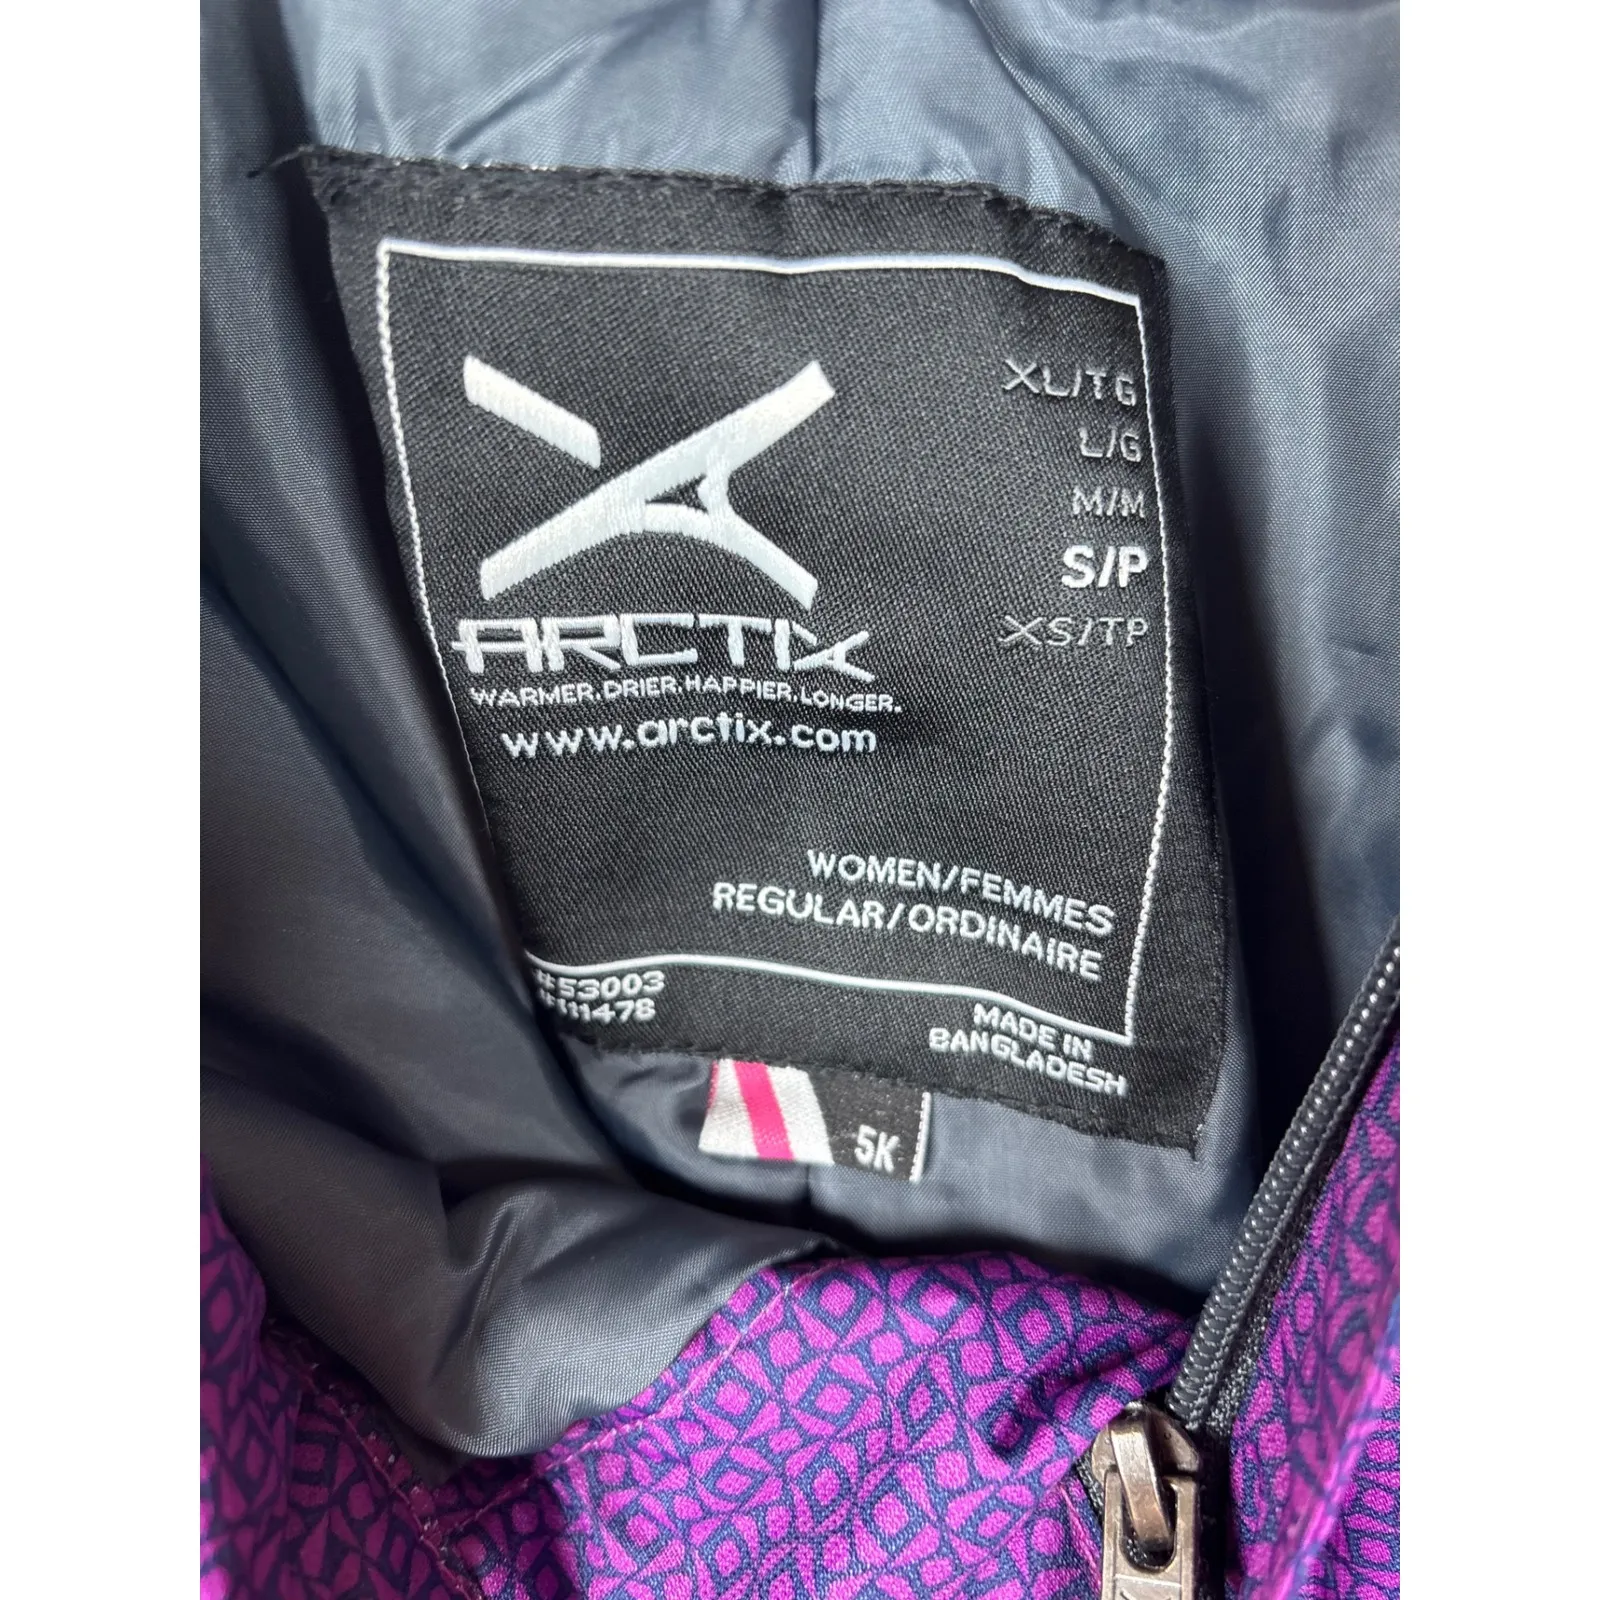 XL/TG
L/G
M/M
S/P
XS/TP
ARCTIX
WARMER.DRIER.HAPPIER.LONGER.
www.arctix.com
WOMEN/FEMMES
REGULAR/ORDINAIRE
#53003
#111478
MADE IN
BANGLADESH
5K